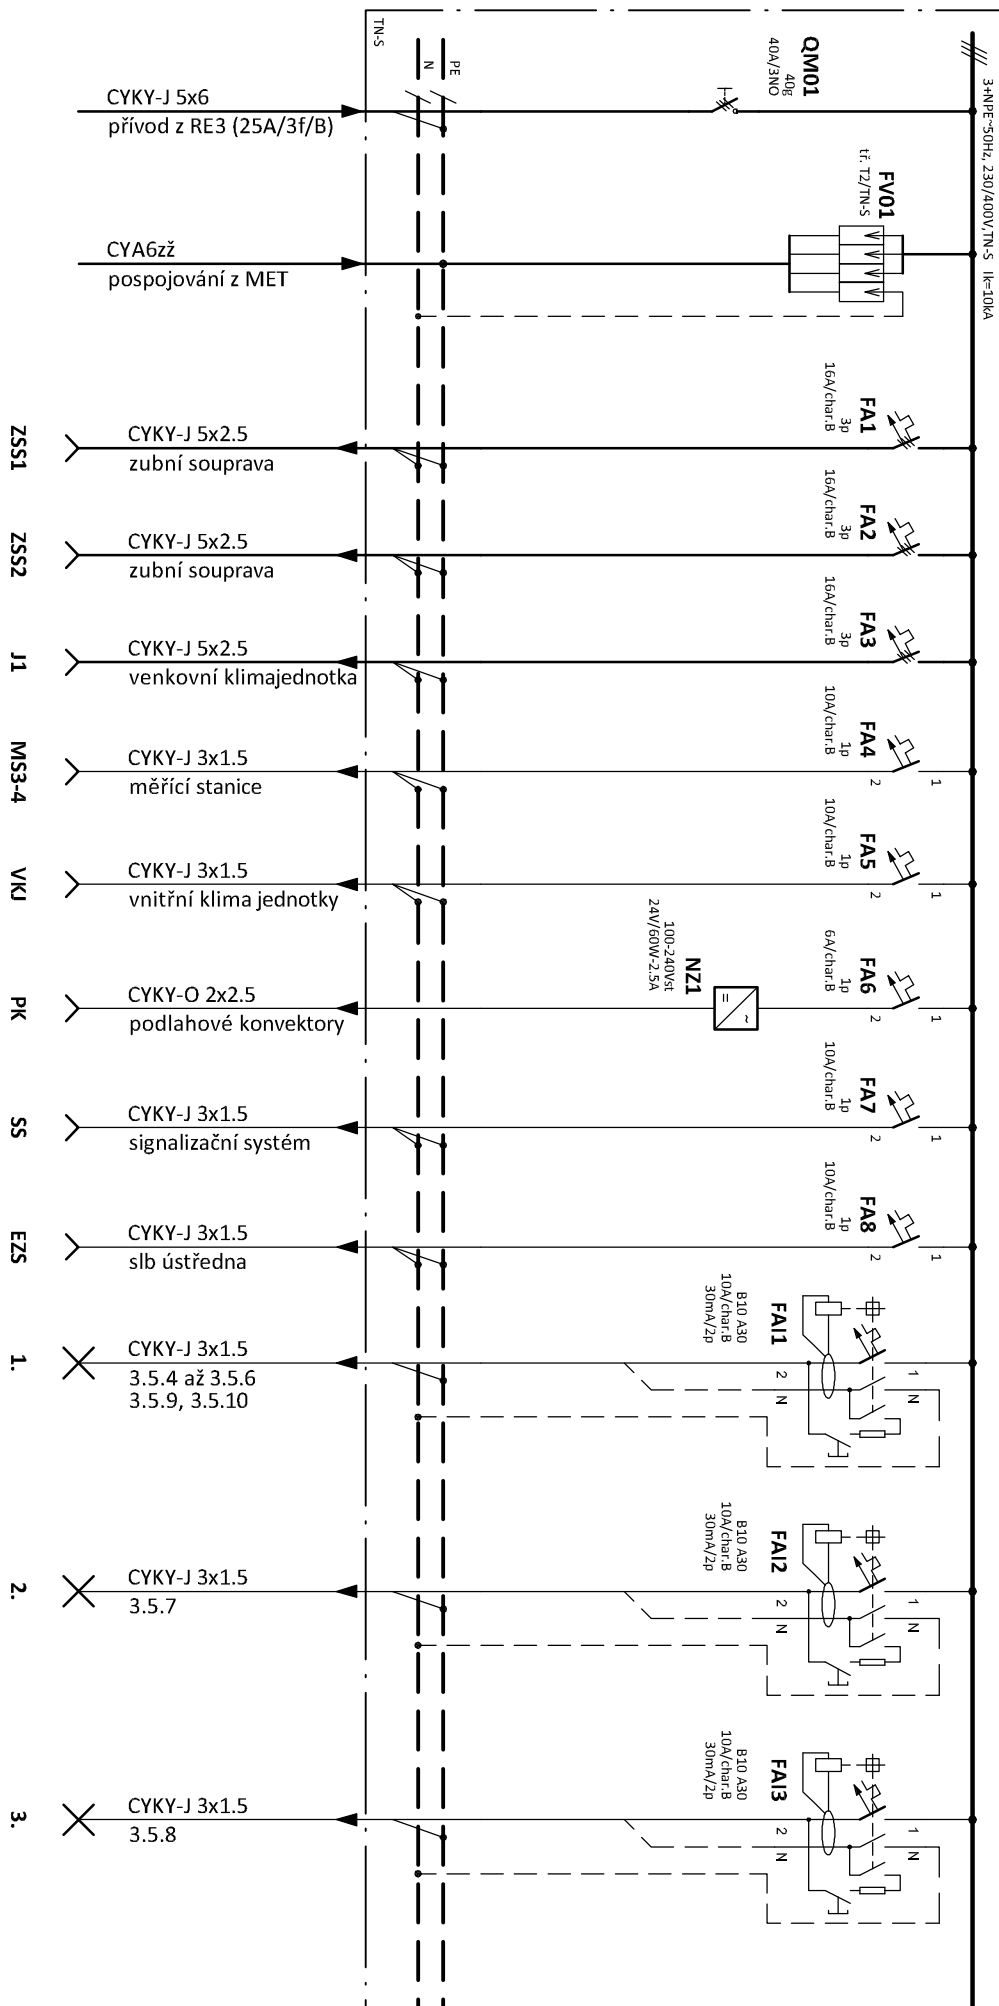 TN-S
PE
N
3+NPE~50Hz, 230/400V,TN-S Ik=10kA
QM01
40g
40A/3NO
CYKY-J 5x6
přívod z RE3 (25A/3f/B)
FV01
tř. T2/TN-S
CYA6zž
pospojování z MET
FA1
3p
16A/char.B
CYKY-J 5x2.5
zubní souprava
ZSS1
FA2
3p
16A/char.B
CYKY-J 5x2.5
zubní souprava
ZSS2
FA3
3p
16A/char.B
CYKY-J 5x2.5
venkovní klimajednotka
J1
FA4
1p
10A/char.B
1
2
CYKY-J 3x1.5
měřící stanice
MS3-4
FA5
1p
10A/char.B
1
2
CYKY-J 3x1.5
vnitřní klima jednotky
VKJ
FA6
1p
6A/char.B
1
2
NZ1
100-240Vst
24V/60W-2.5A
=
~
CYKY-O 2x2.5
podlahové konvektory
PK
FA7
1p
10A/char.B
1
2
CYKY-J 3x1.5
signalizační systém
SS
FA8
1p
10A/char.B
1
2
CYKY-J 3x1.5
slb ústředna
EZS
FAI1
B10 A30
10A/char.B
30mA/2p
1 N
2 N
CYKY-J 3x1.5
3.5.4 až 3.5.6
3.5.9, 3.5.10
1.
FAI2
B10 A30
10A/char.B
30mA/2p
1 N
2 N
CYKY-J 3x1.5
3.5.7
2.
FAI3
B10 A30
10A/char.B
30mA/2p
1 N
2 N
CYKY-J 3x1.5
3.5.8
3.